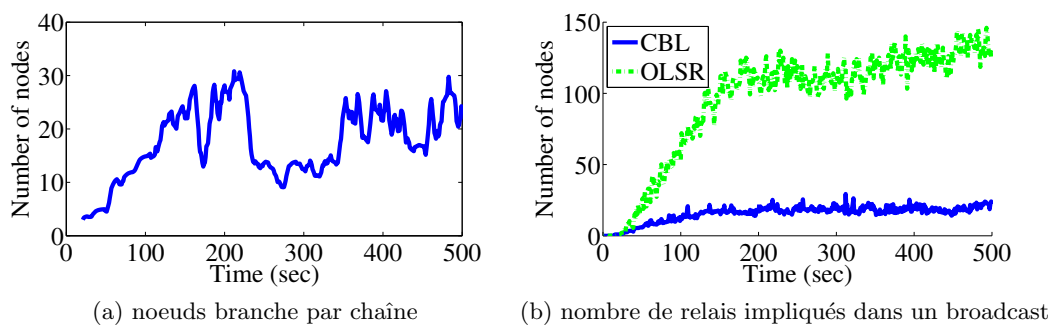 40
30
20
10
0
Number of nodes
0
100
200
300
400
500
Time (sec)
(a) noeuds branche par chaîne
150
100
50
0
Number of nodes
CBL
OLSR
0
100
200
300
400
500
Time (sec)
(b) nombre de relais impliqués dans un broadcast